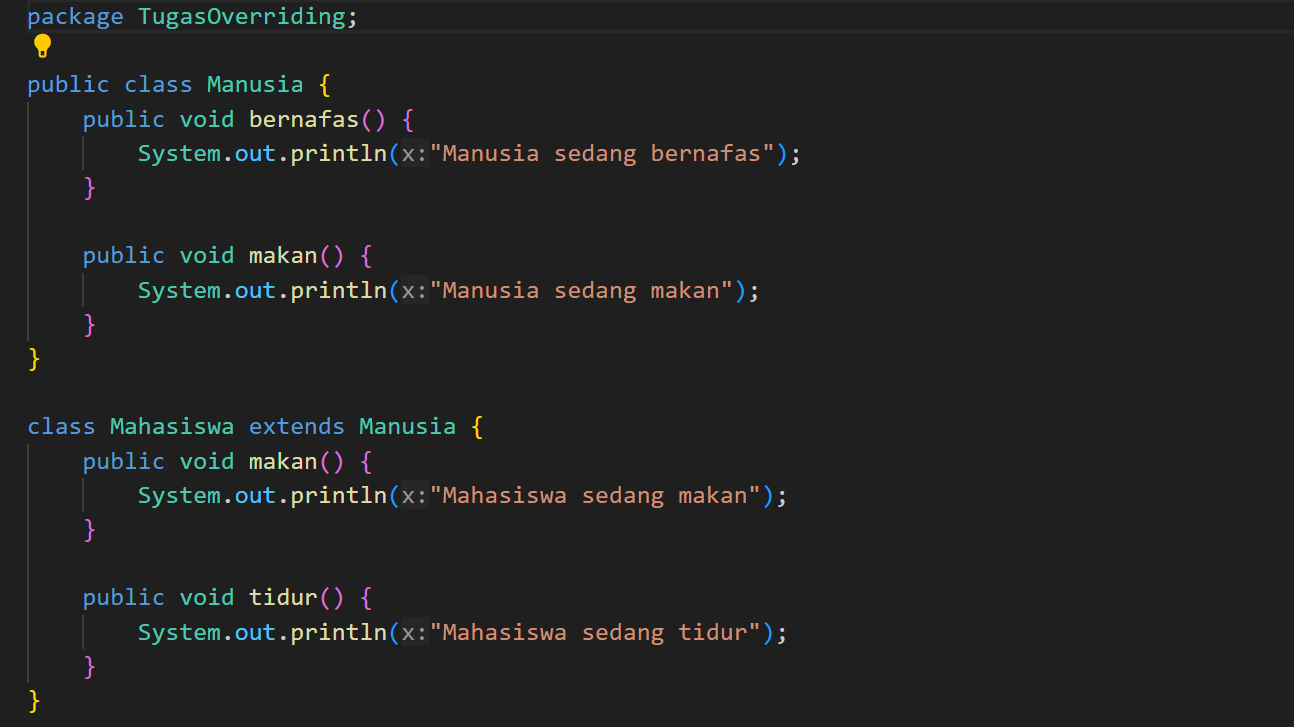 package TugasOverriding;
public class Manusia {
    public void bernafas() {
        System.out.println(x:"Manusia sedang bernafas");
    }
    public void makan() {
        System.out.println(x:"Manusia sedang makan");
    }
}
class Mahasiswa extends Manusia {
    public void makan() {
        System.out.println(x:"Mahasiswa sedang makan");
    }
    public void tidur() {
        System.out.println(x:"Mahasiswa sedang tidur");
    }
}